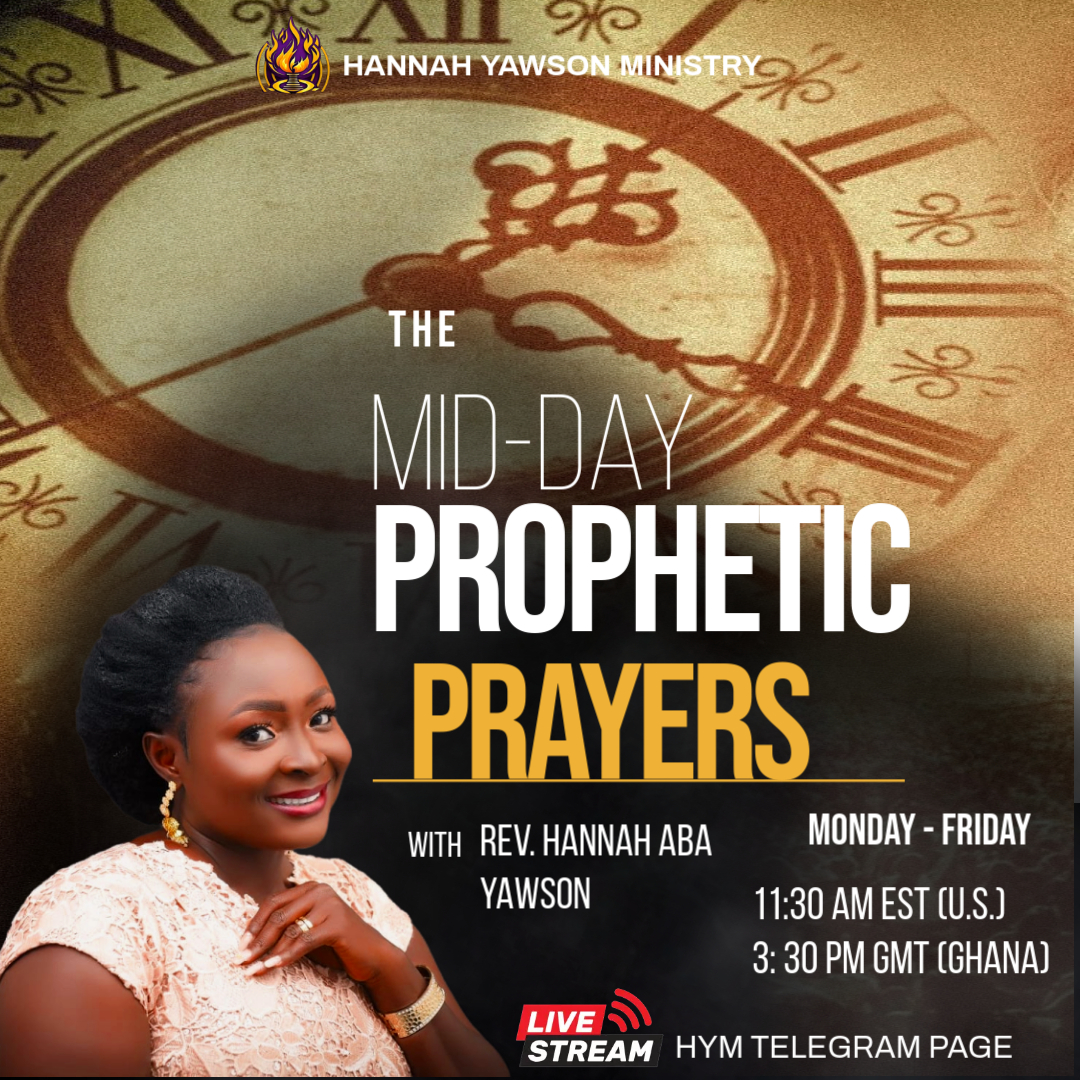 HANNAH YAWSON MINISTRY
THE
MID-DAY
PROPHETIC
PRAYERS
WITH REV. HANNAH ABA
YAWSON
MONDAY - FRIDAY
11:30 AM EST (U.S.)
3: 30 PM GMT (GHANA)
LIVE
STREAM
HYM TELEGRAM PAGE